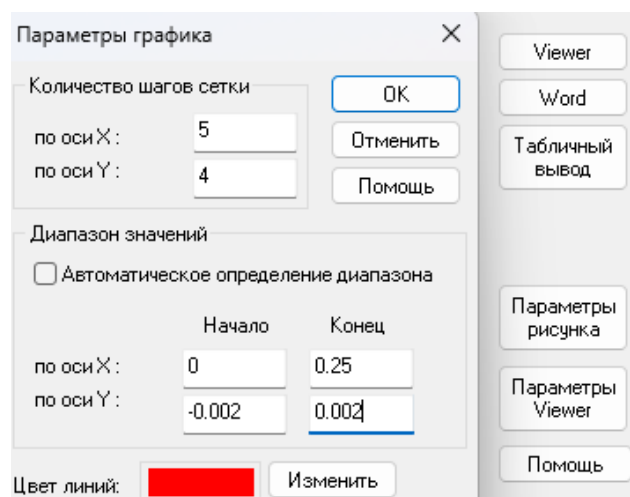 Параметры графика
Количество шагов сетки
по оси X :
5
по оси Y :
4
OK
Отменить
Помощь
Диапазон значений
Автоматическое определение диапазона
Начало
Конец
по оси X :
0
0.25
по оси Y :
-0.002
0.002
Цвет линий:
Изменить
Viewer
Word
Табличный
вывод
Параметры
рисунка
Параметры
Viewer
Помощь